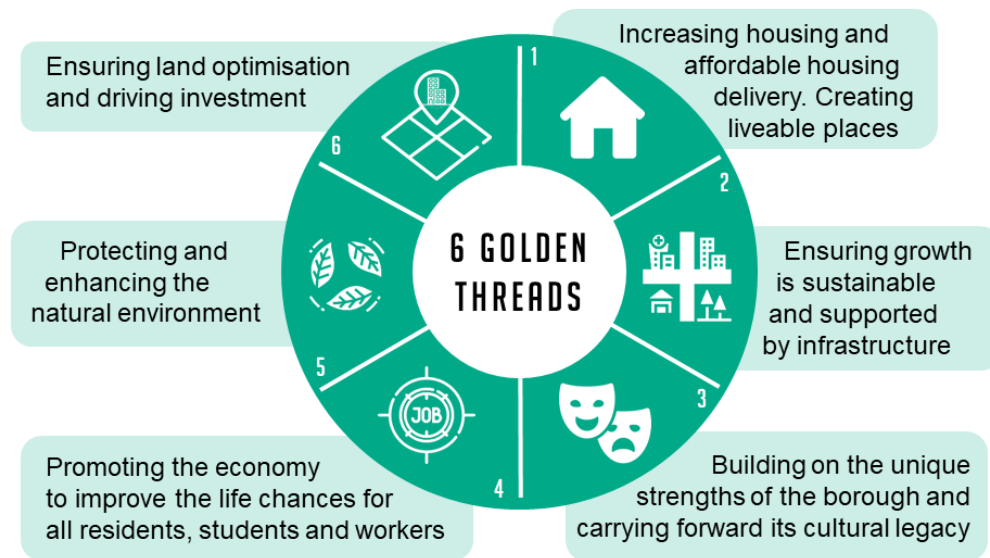 6 GOLDEN
THREADS
1
Increasing housing and
affordable housing
delivery. Creating
liveable places
2
Ensuring growth
is sustainable
and supported
by infrastructure
3
Building on the unique
strengths of the borough and
carrying forward its cultural legacy
4
JOB
Promoting the economy
to improve the life chances for
all residents, students and workers
5
Protecting and
enhancing the
natural environment
6
Ensuring land optimisation
and driving investment